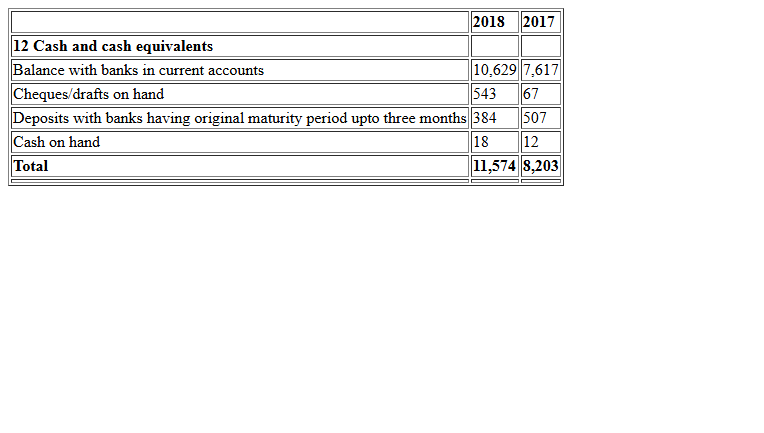 2018 2017
12 Cash and cash equivalents
Balance with banks in current accounts 10,629 7,617
Cheques/drafts on hand 543 67
Deposits with banks having original maturity period upto three months 384 507
Cash on hand 18 12
Total 11,574 8,203